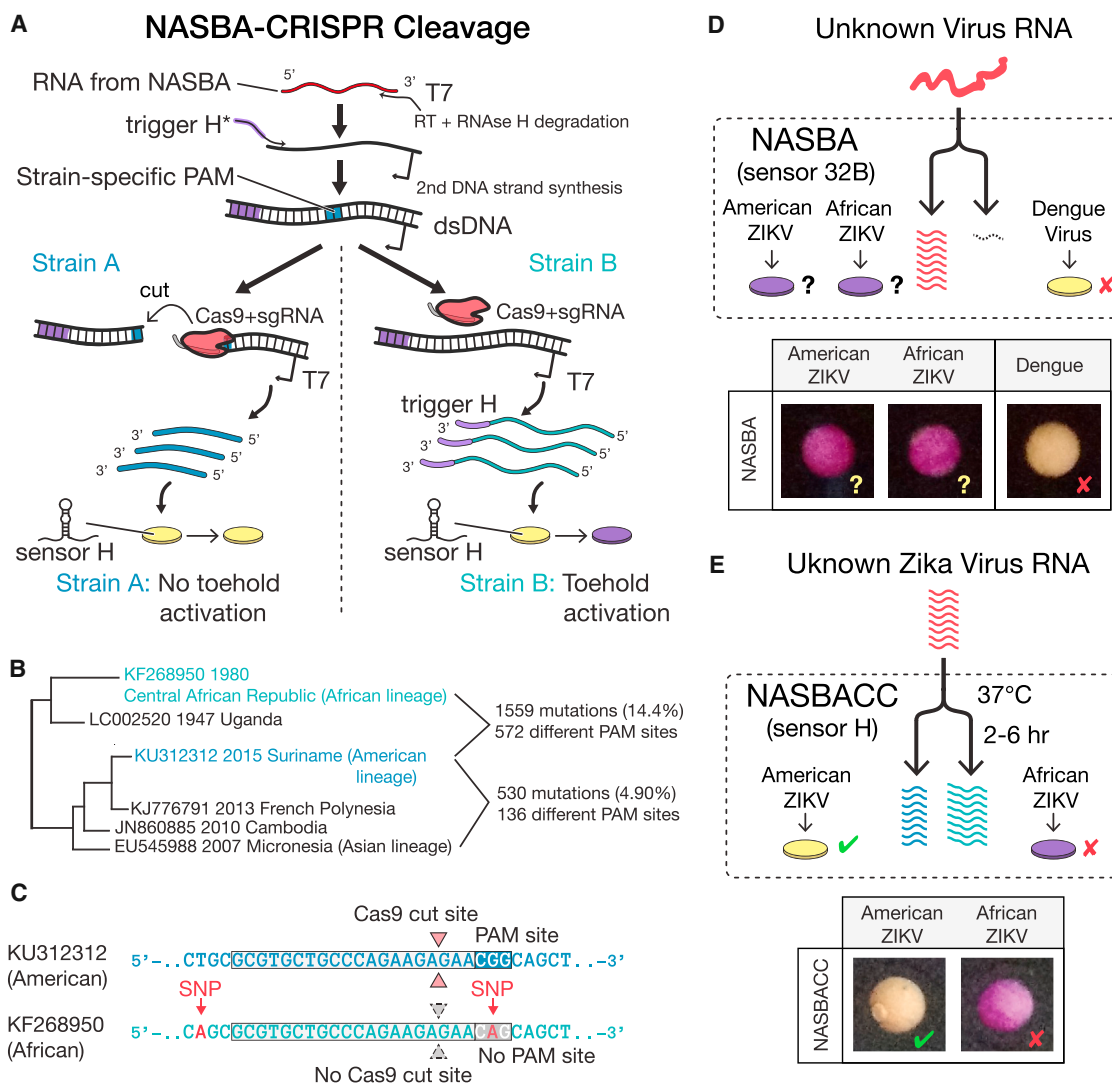 A
NASBA-CRISPR Cleavage
RNA from NASBA
5’
3’
T7
RT + RNAse H degradation
trigger H*
Strain-specific PAM
2nd DNA strand synthesis
dsDNA
Strain A
Strain B
cut
Cas9+sgRNA
Cas9+sgRNA
T7
T7
trigger H
3’
5’
3’
5’
3’
5’
3’
5’
3’
5’
3’
5’
sensor H
sensor H
Strain A: No toehold
activation
Strain B: Toehold
activation
B
KF268950 1980
Central African Republic (African lineage)
LC002520 1947 Uganda
KU312312 2015 Suriname (American
lineage)
KJ776791 2013 French Polynesia
JN860885 2010 Cambodia
EU545988 2007 Micronesia (Asian lineage)
1559 mutations (14.4%)
572 different PAM sites
530 mutations (4.90%)
136 different PAM sites
C
Cas9 cut site
PAM site
KU312312
(American)
5’-..CTGCGCGTGCTGCCCAGAAGAGAACGGCAGCT..-3’
SNP
SNP
KF268950
(African)
5’-..CAGCGCGTGCTGCCCAGAAGAGAACAGCAGCT..-3’
No PAM site
No Cas9 cut site
D
Unknown Virus RNA
NASBA
(sensor 32B)
American
ZIKV
?
African
ZIKV
?
Dengue
Virus
✘
American
ZIKV
African
ZIKV
Dengue
NASBA
?
?
✘
E
Uknown Zika Virus RNA
NASBACC
(sensor H)
37°C
2-6 hr
American
ZIKV
✔
African
ZIKV
✘
American
ZIKV
African
ZIKV
NASBACC
✔
✘